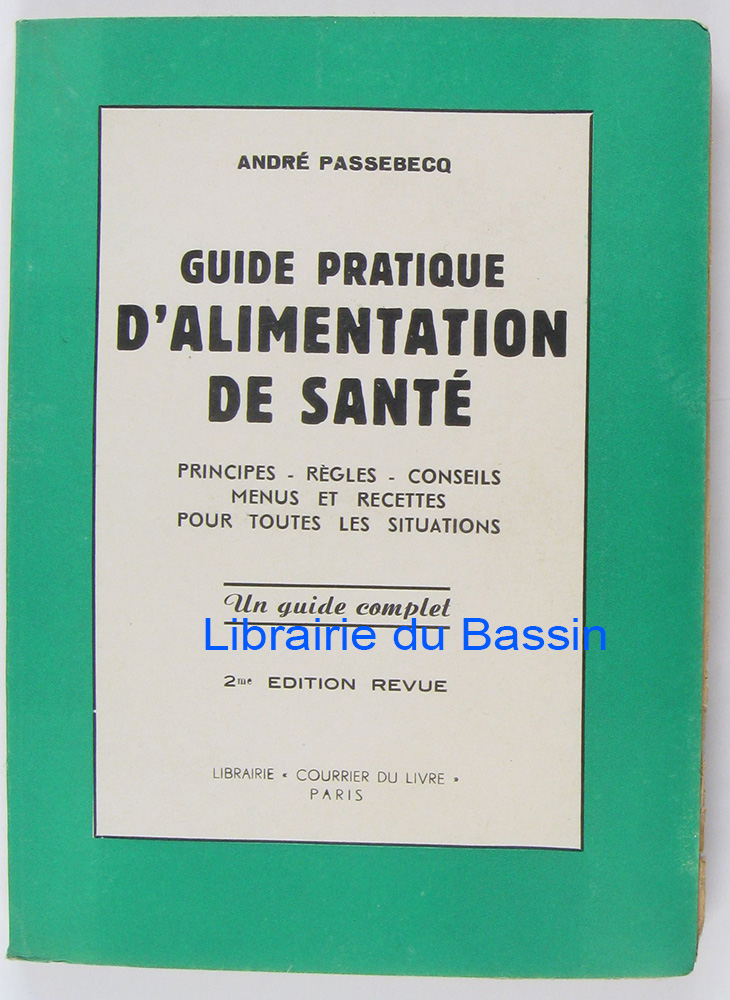 ANDRÉ PASSEBECQ
GUIDE PRATIQUE
D'ALIMENTATION
DE SANTÉ
PRINCIPES - RÈGLES - CONSEILS
MENUS ET RECETTES
POUR TOUTES LES SITUATIONS
Un guide complet
Librairie du Bassin
2me EDITION REVUE
LIBRAIRIE « COURRIER DU LIVRE »
PARIS